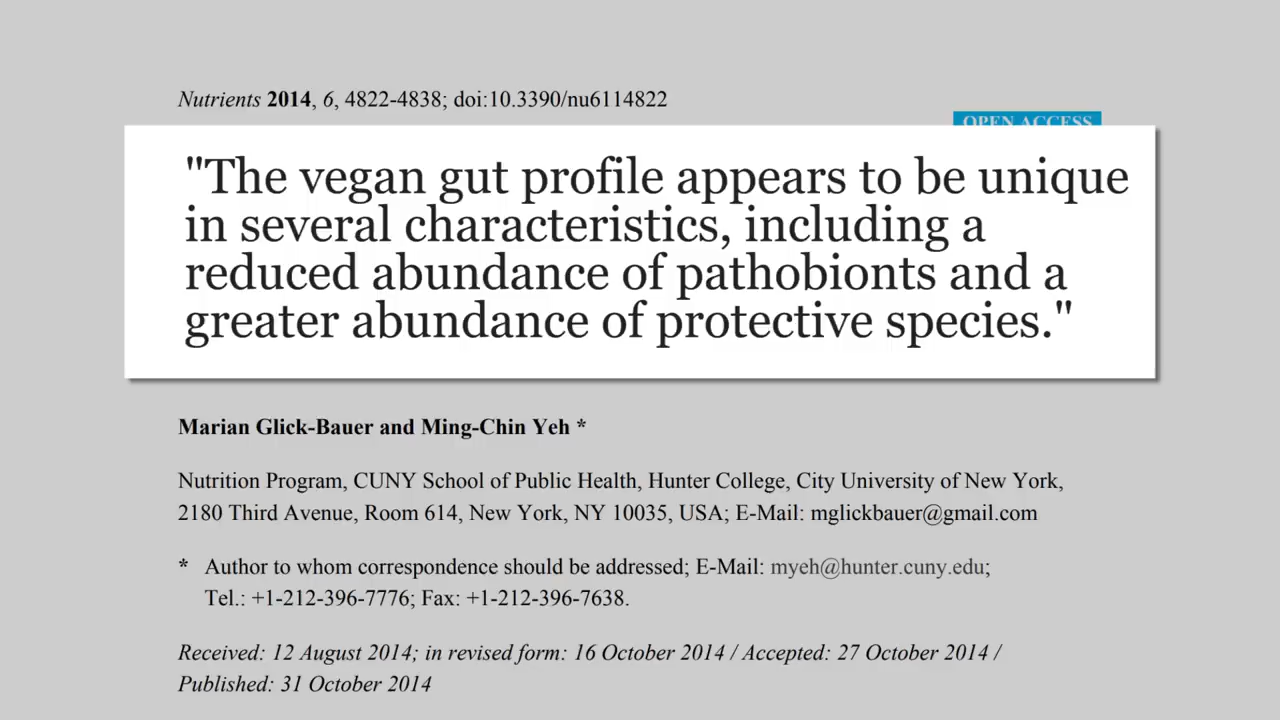 Nutrients 2014, 6, 4822-4838; doi:10.3390/nu6114822
OPEN ACCESS
"The vegan gut profile appears to be unique
in several characteristics, including a
reduced abundance of pathobionts and a
greater abundance of protective species."
Marian Glick-Bauer and Ming-Chin Yeh *
Nutrition Program, CUNY School of Public Health, Hunter College, City University of New York,
2180 Third Avenue, Room 614, New York, NY 10035, USA; E-Mail: mglickbauer@gmail.com
* Author to whom correspondence should be addressed; E-Mail: myeh@hunter.cuny.edu;
Tel.: +1-212-396-7776; Fax: +1-212-396-7638.
Received: 12 August 2014; in revised form: 16 October 2014 / Accepted: 27 October 2014 /
Published: 31 October 2014